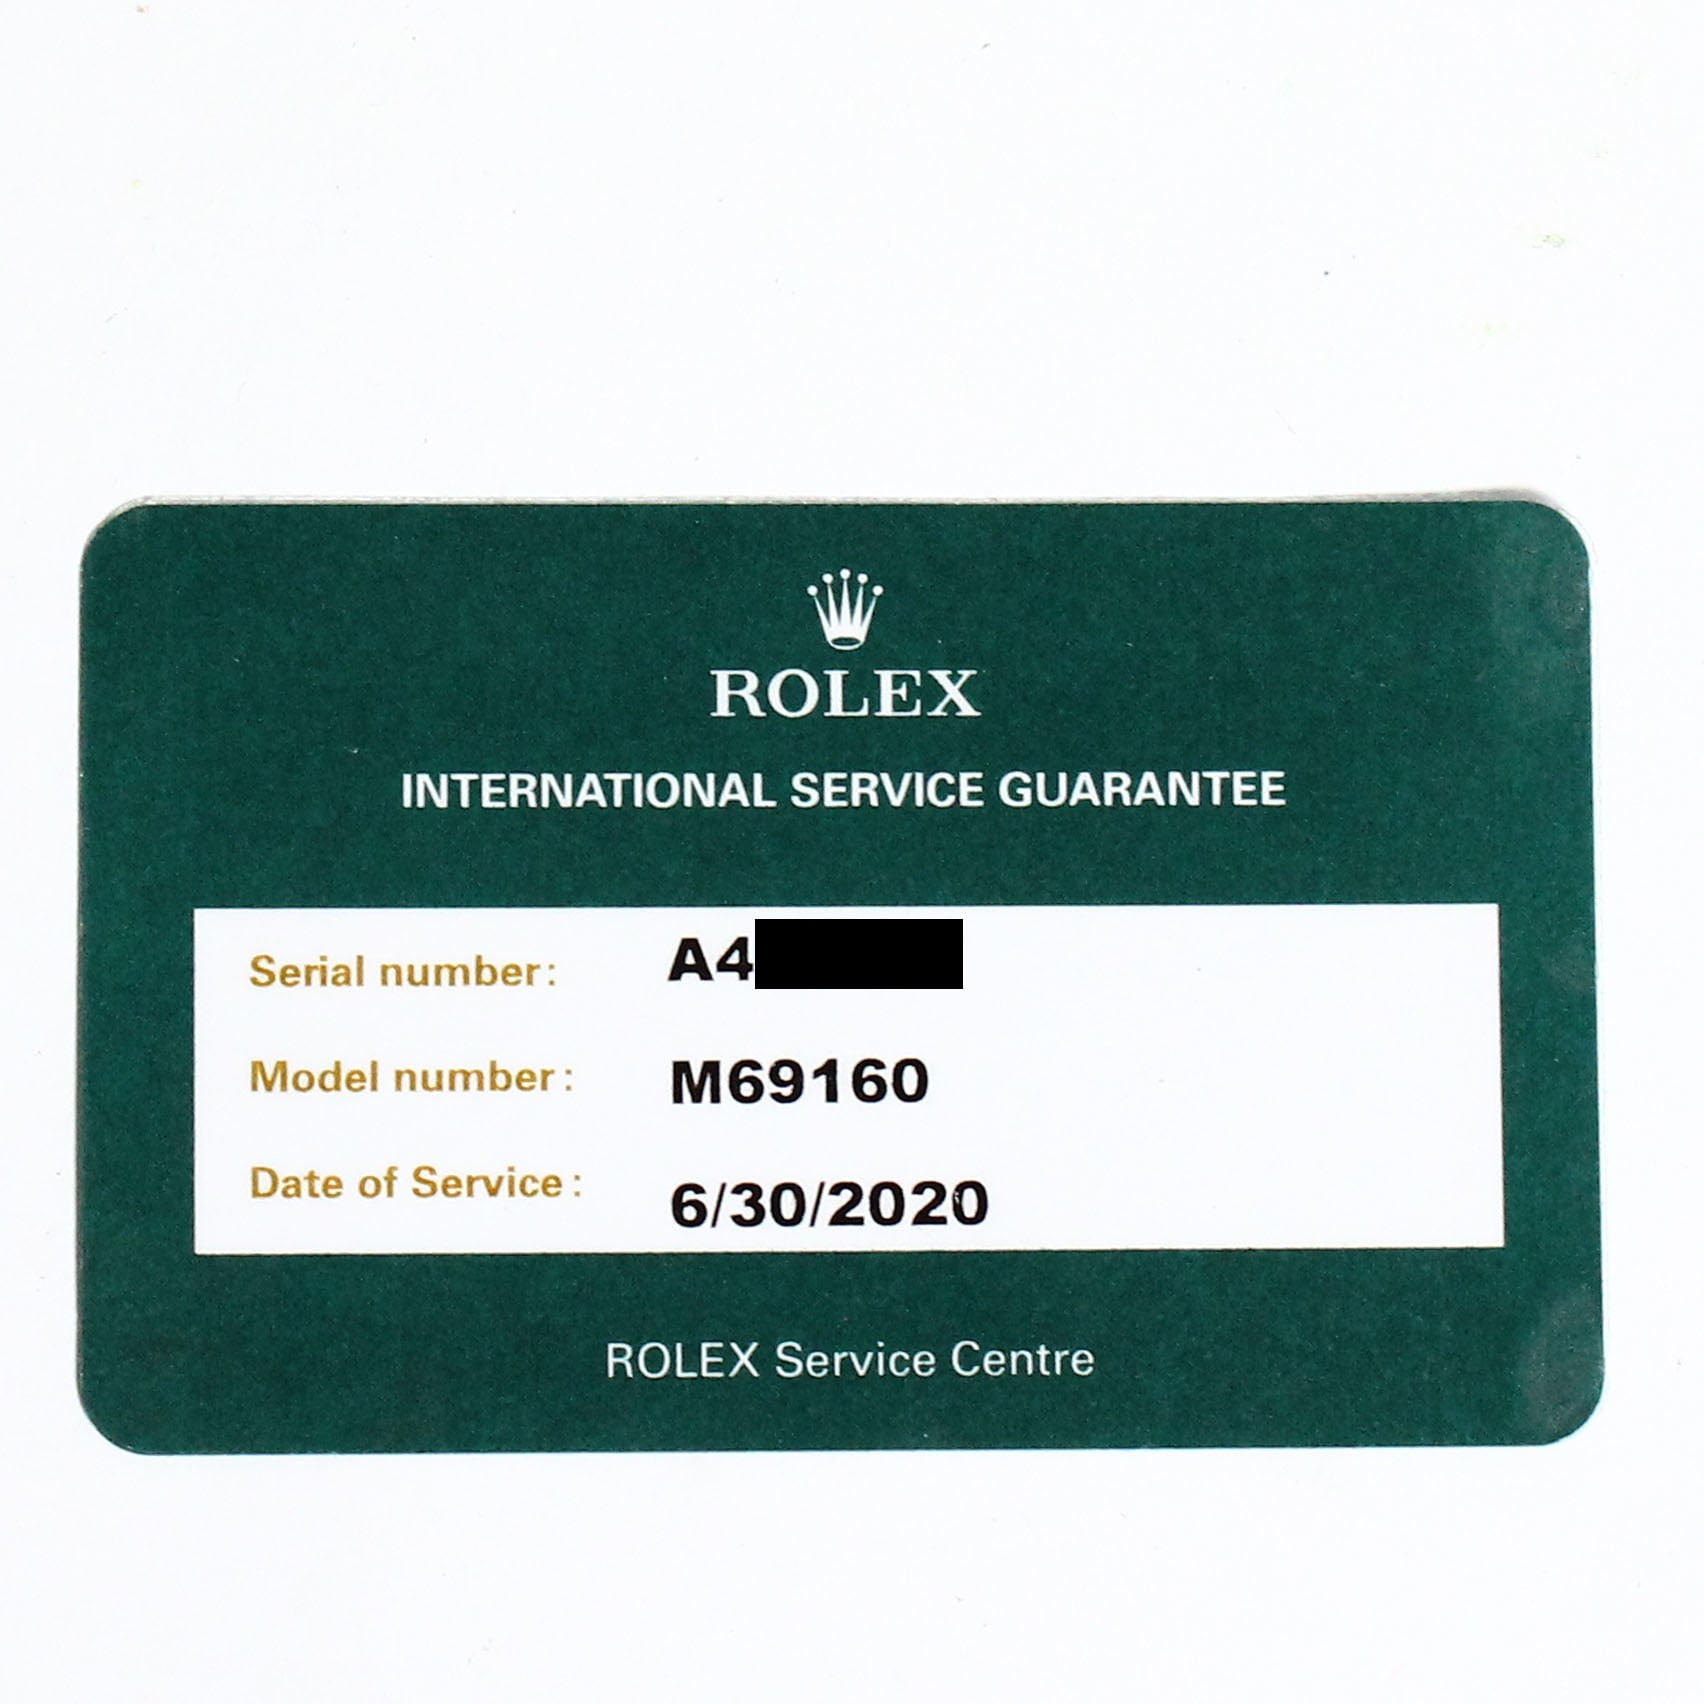 ROLEX
INTERNATIONAL SERVICE GUARANTEE
Serial number: A4
Model number: M69160
Date of Service: 6/30/2020
ROLEX Service Centre